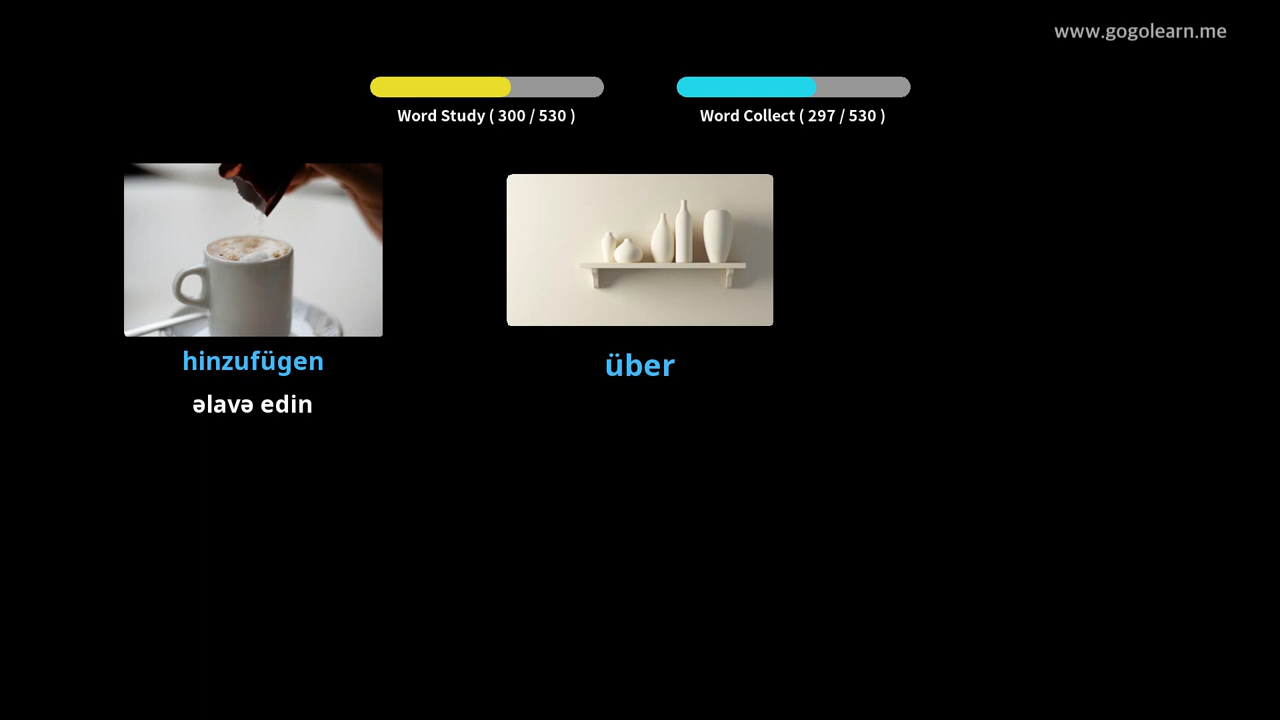 www.gogolearn.me
Word Study ( 300 / 530 )
Word Collect ( 297 / 530 )
hinzufügen
əlavə edin
über